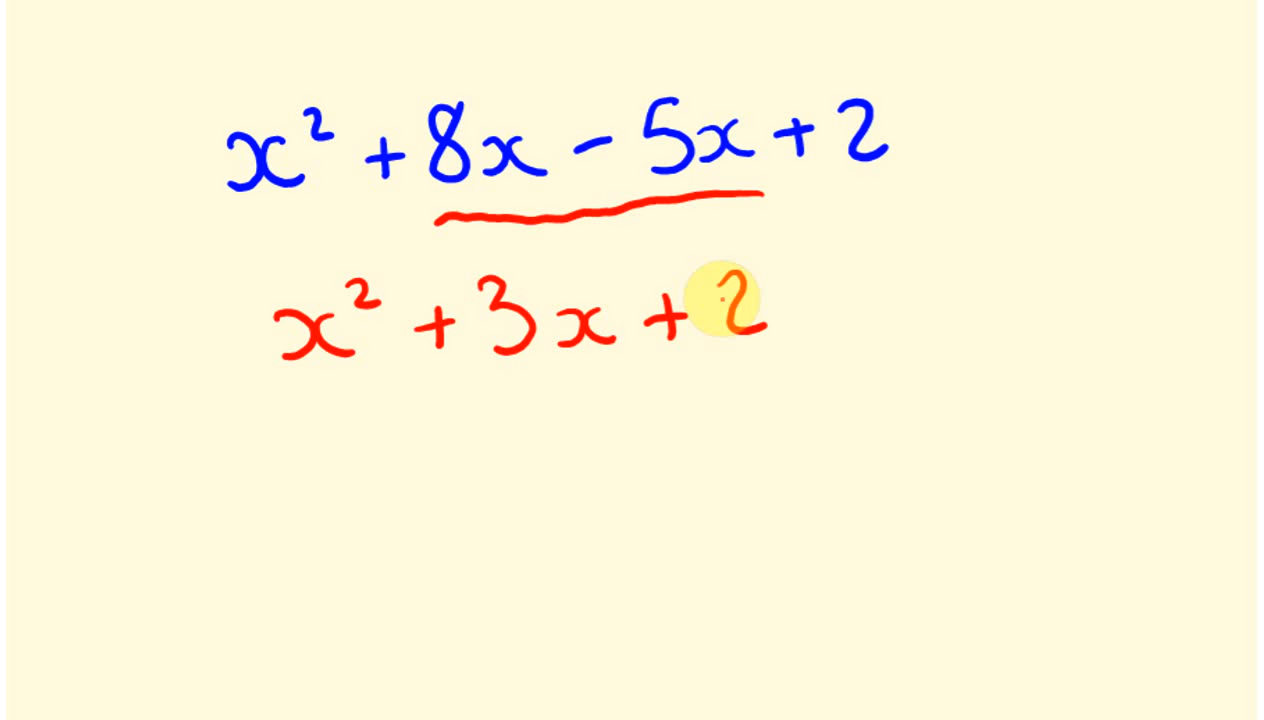 x² + 8x - 5x + 2
x² + 3x + 2